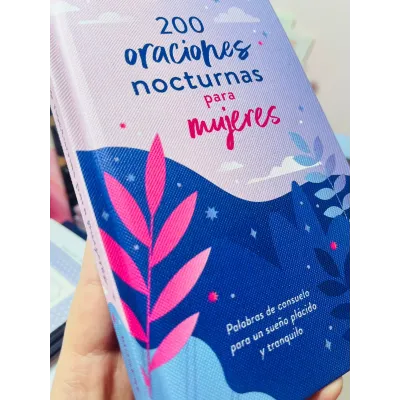 200
oraciones
nocturnas
para
mujeres
Palabras de consuelo
para un sueño plácido
y tranquilo